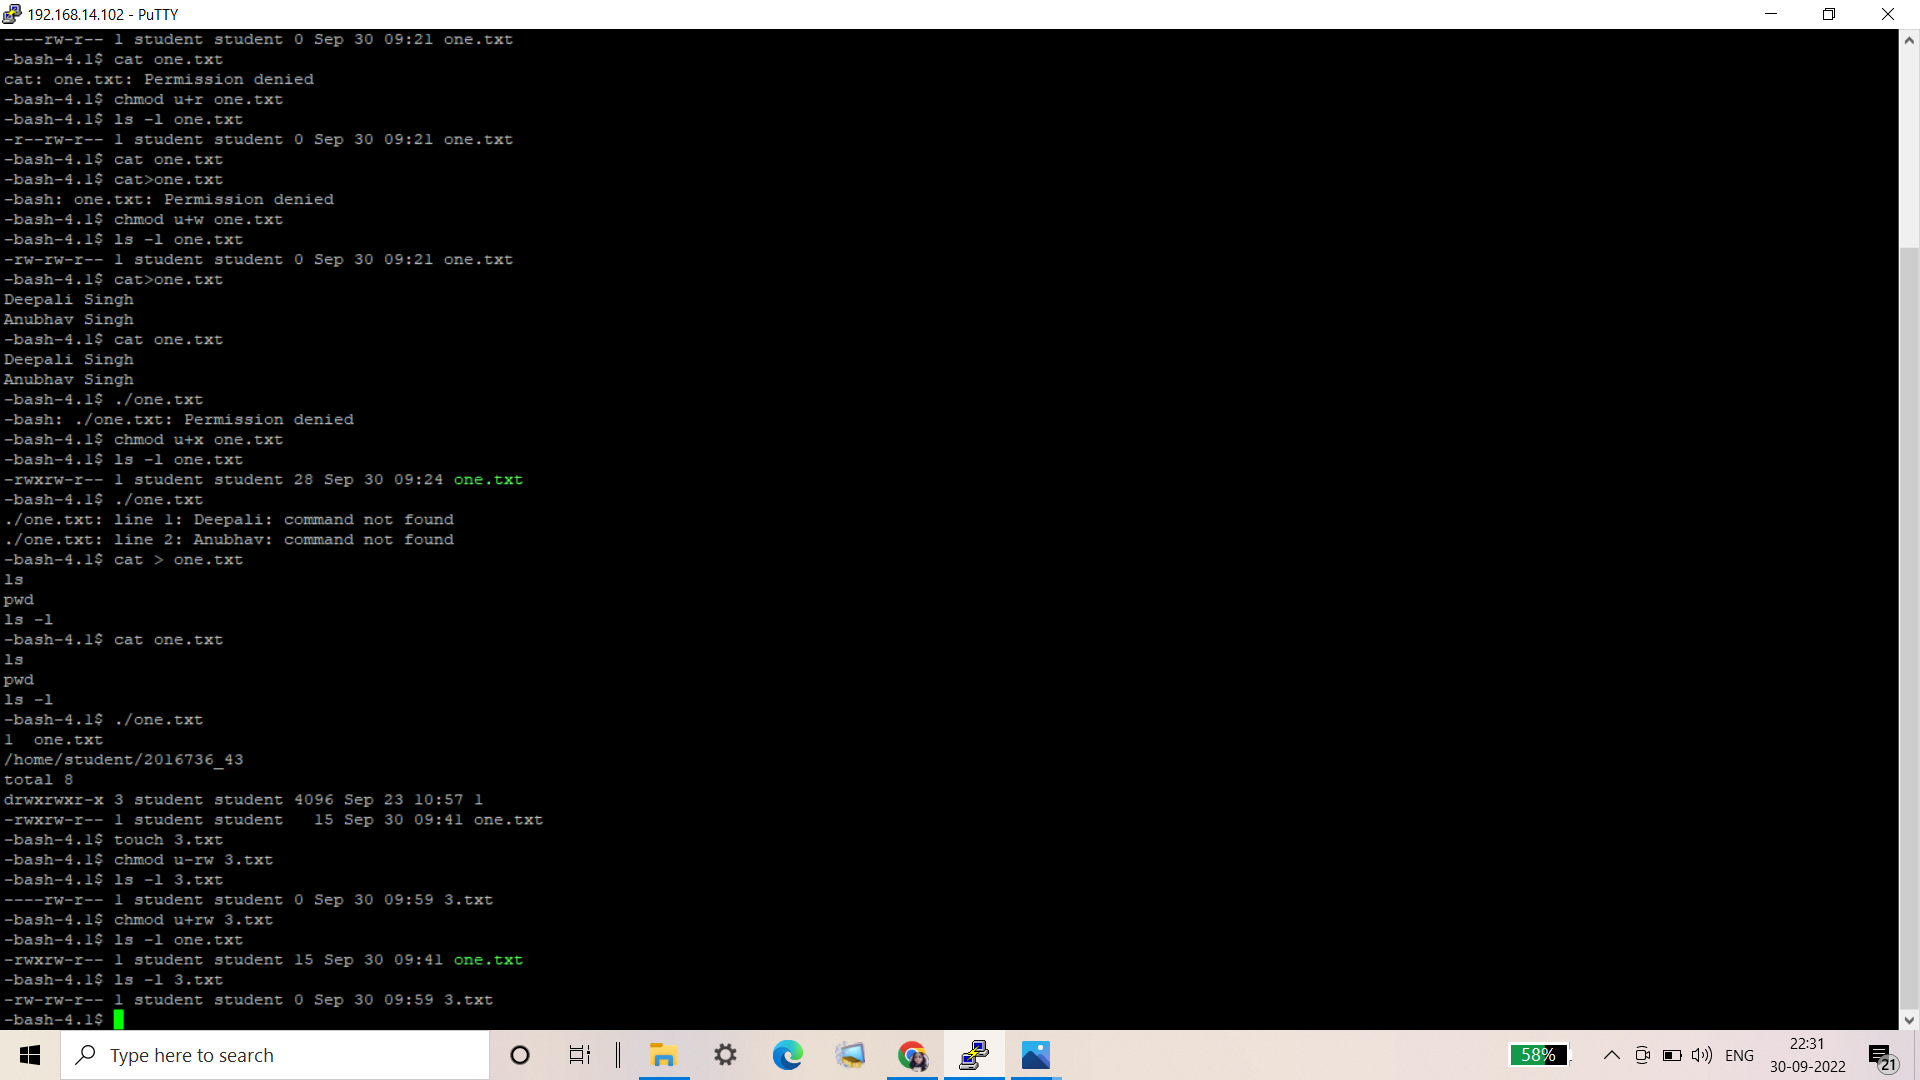 192.168.14.102 - PuTTY
----rw-r-- 1 student student 0 Sep 30 09:21 one.txt
-bash-4.1$ cat one.txt
cat: one.txt: Permission denied
-bash-4.1$ chmod u+r one.txt
-bash-4.1$ ls -l one.txt
-r--rw-r-- 1 student student 0 Sep 30 09:21 one.txt
-bash-4.1$ cat one.txt
-bash-4.1$ cat>one.txt
-bash: one.txt: Permission denied
-bash-4.1$ chmod u+w one.txt
-bash-4.1$ ls -l one.txt
-rw-rw-r-- 1 student student 0 Sep 30 09:21 one.txt
-bash-4.1$ cat>one.txt
Deepali Singh
Anubhav Singh
-bash-4.1$ cat one.txt
Deepali Singh
Anubhav Singh
-bash-4.1$ ./one.txt
-bash: ./one.txt: Permission denied
-bash-4.1$ chmod u+x one.txt
-bash-4.1$ ls -l one.txt
-rwxrw-r-- 1 student student 28 Sep 30 09:24 one.txt
-bash-4.1$ ./one.txt
./one.txt: line 1: Deepali: command not found
./one.txt: line 2: Anubhav: command not found
-bash-4.1$ cat > one.txt
ls
pwd
ls -l
-bash-4.1$ cat one.txt
ls
pwd
ls -l
-bash-4.1$ ./one.txt
1  one.txt
/home/student/2016736_43
total 8
drwxrwxr-x 3 student student 4096 Sep 23 10:57 1
-rwxrw-r-- 1 student student   15 Sep 30 09:41 one.txt
-bash-4.1$ touch 3.txt
-bash-4.1$ chmod u-rw 3.txt
-bash-4.1$ ls -l 3.txt
----rw-r-- 1 student student 0 Sep 30 09:59 3.txt
-bash-4.1$ chmod u+rw 3.txt
-bash-4.1$ ls -l one.txt
-rwxrw-r-- 1 student student 15 Sep 30 09:41 one.txt
-bash-4.1$ ls -l 3.txt
-rw-rw-r-- 1 student student 0 Sep 30 09:59 3.txt
-bash-4.1$
Type here to search
58%
ENG
22:31
30-09-2022
21